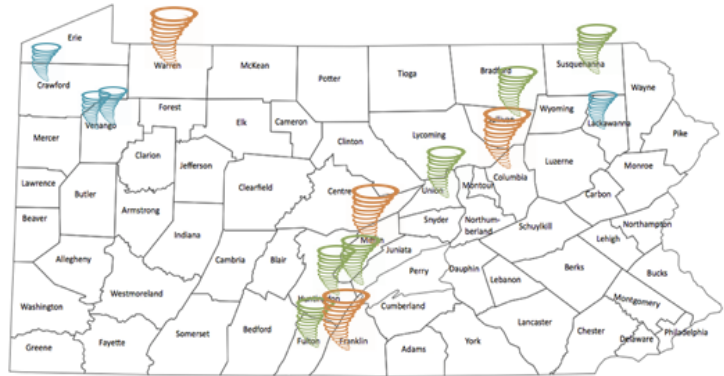 Erie
Warren
McKean
Potter
Tioga
Bradford
Susquehanna
Wayne
Crawford
Forest
Elk
Cameron
Wyoming
Lackawanna
Pike
Venango
Mercer
Clarion
Jefferson
Clinton
Lycoming
Sullivan
Luzerne
Monroe
Lawrence
Butler
Clearfield
Centre
Union
Montour
Columbia
Carbon
Beaver
Armstrong
Indiana
Snyder
Northum-
berland
Schuylkill
Northampton
Lehigh
Allegheny
Cambria
Blair
Mifflin
Juniata
Perry
Dauphin
Lebanon
Berks
Bucks
Washington
Westmoreland
Huntingdon
Cumberland
Montgomery
Greene
Fayette
Somerset
Bedford
Fulton
Franklin
Adams
York
Lancaster
Chester
Delaware
Philadelphia